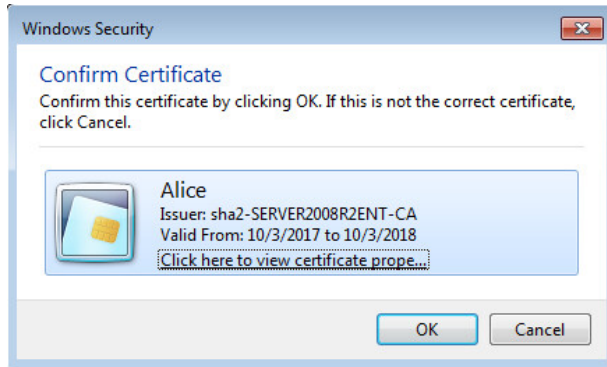 Windows Security
Confirm Certificate
Confirm this certificate by clicking OK. If this is not the correct certificate,
click Cancel.
Alice
Issuer: sha2-SERVER2008R2ENT-CA
Valid From: 10/3/2017 to 10/3/2018
Click here to view certificate prope...
OK Cancel